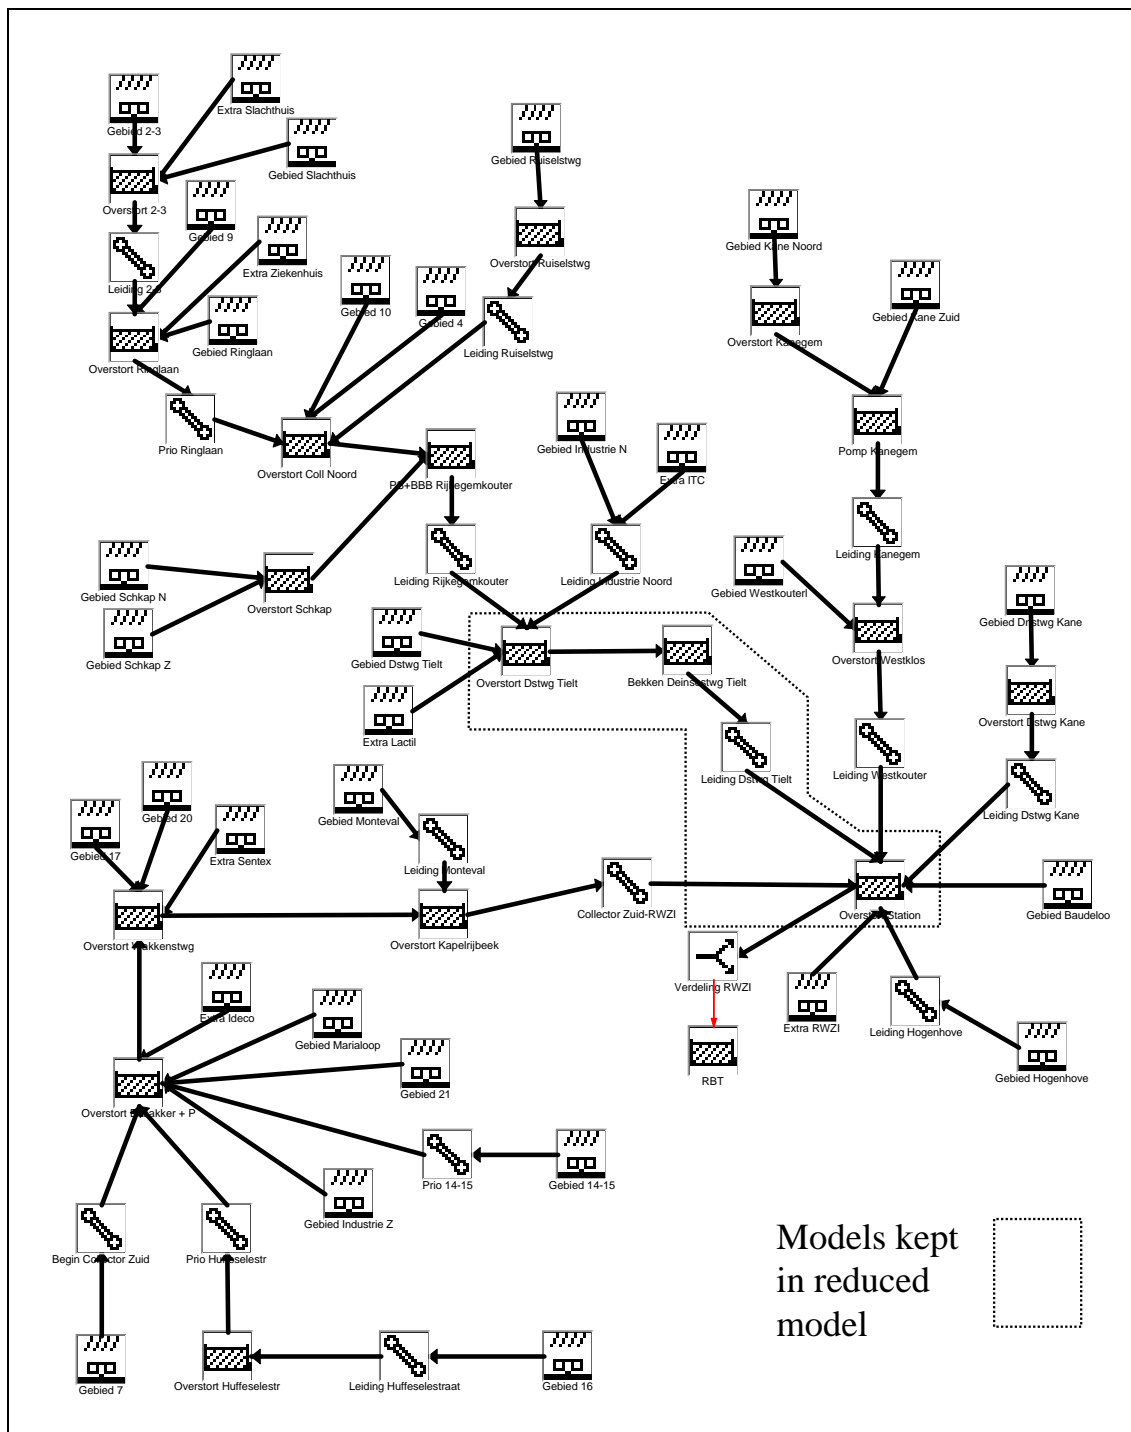 Extra Slachthuis
Gebied 2-3
Gebied Slachthuis
Gebied Ruiselstwg
Overstort 2-3
Gebied 9
Gebied Kane Noord
Overstort Ruiselstwg
Extra Ziekenhuis
Leiding 2-3
Gebied 10
Gebied 4
Gebied Kane Zuid
Overstort Kanegem
Gebied Ringlaan
Leiding Ruiselstwg
Overstort Ringlaan
Prio Ringlaan
Gebied Industrie N
Pomp Kanegem
Overstort Coll Noord
Extra ITC
PS+BBB Rijkegemkouter
Leiding Kanegem
Gebied Schkap N
Leiding Rijkegemkouter
Leiding Industrie Noord
Gebied Westkouterl
Overstort Schkap
Gebied Dnstwg Kane
Overstort Westklos
Gebied Schkap Z
Gebied Dstwg Tielt
Overstort Dstwg Tielt
Bekken Deinsestwg Tielt
Overstort Dstwg Kane
Extra Lactil
Leiding Dstwg Tielt
Leiding Westkouter
Leiding Dstwg Kane
Gebied 20
Gebied Monteval
Gebied 17
Extra Sentex
Leiding Monteval
Collector Zuid-RWZI
Overstort Station
Gebied Baudeloo
Overstort Wakkenstwg
Overstort Kapelrijbeek
Verdeling RWZI
Extra Ideco
Extra RWZI
Leiding Hogenhove
Gebied Marialoop
Gebied Hogenhove
RBT
Gebied 21
Overstort akker + P
Prio 14-15
Gebied 14-15
Gebied Industrie Z
Begin Collector Zuid
Prio Huffeselestr
Models kept
in reduced
model
Gebied 7
Overstort Huffeselestr
Leiding Huffeselestraat
Gebied 16